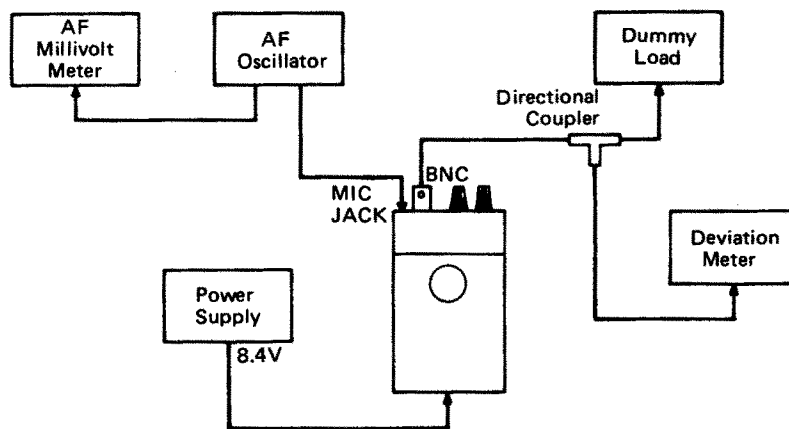 AF
Millivolt
Meter
AF
Oscillator
Dummy
Load
Directional
Coupler
BNC
MIC
JACK
Deviation
Meter
Power
Supply
8.4V